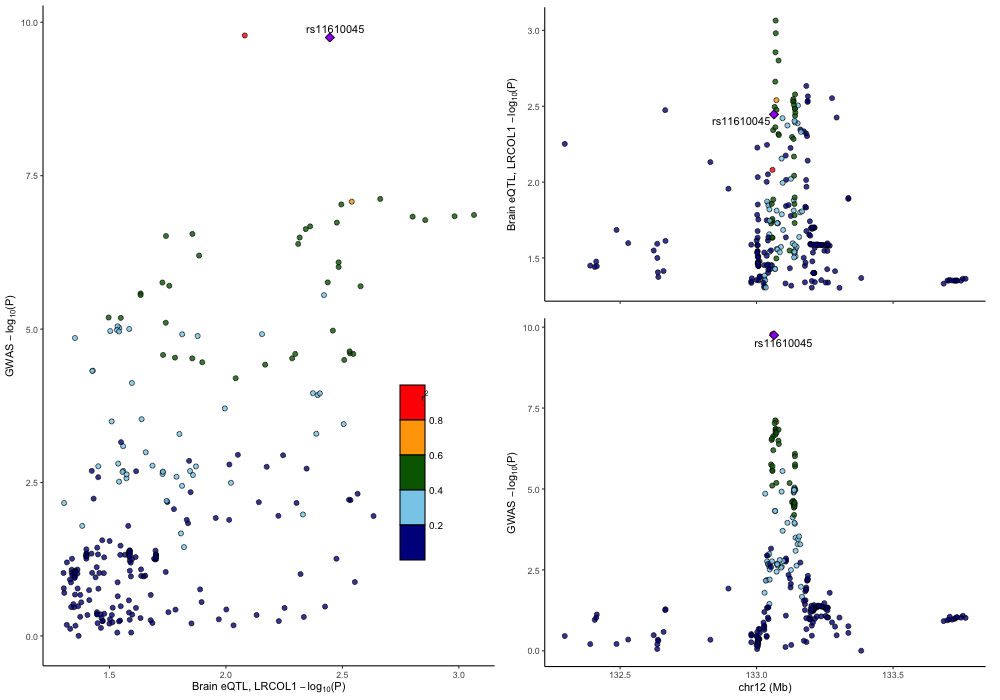 10.0
7.5
5.0
2.5
0.0
GWAS −log10(P)
rs11610045
r2
0.8
0.6
0.4
0.2
1.5
2.0
2.5
3.0
Brain eQTL, LRCOL1 −log10(P)
3.0
2.5
2.0
1.5
Brain eQTL, LRCOL1 −log10(P)
rs11610045
10.0
7.5
5.0
2.5
0.0
GWAS −log10(P)
rs11610045
132.5
133.0
133.5
chr12 (Mb)